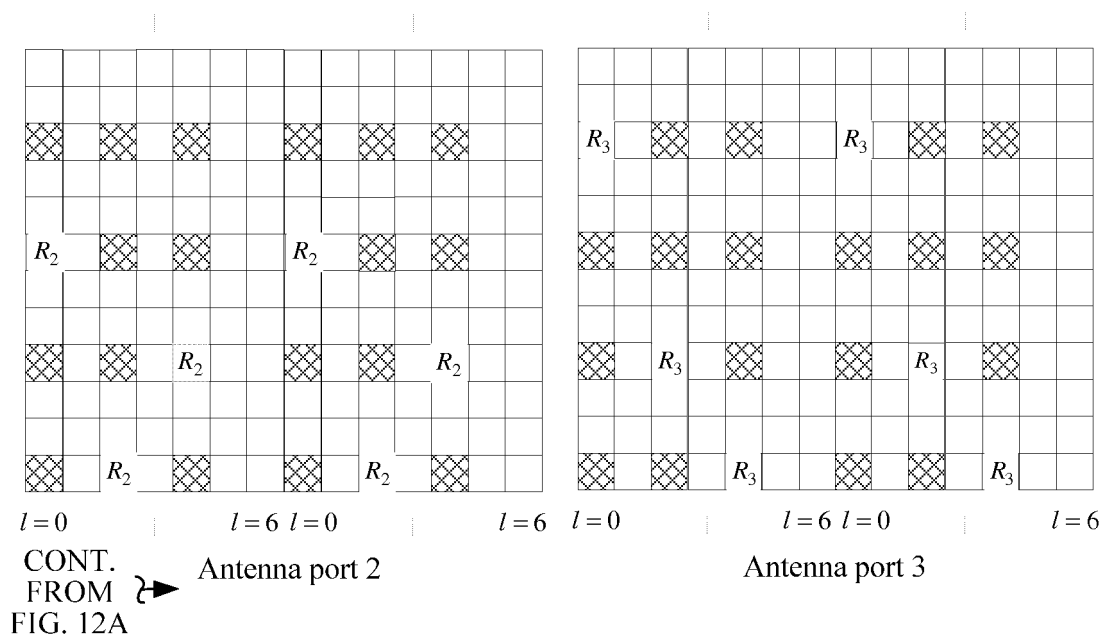 R3 R3
R2 R2
R2 R2 R3 R3
R2 R2 R3 R3
l = 0 l = 6 l = 0 l = 6 l = 0 l = 6 l = 0 l = 6
CONT.
FROM
FIG. 12A
Antenna port 2
Antenna port 3